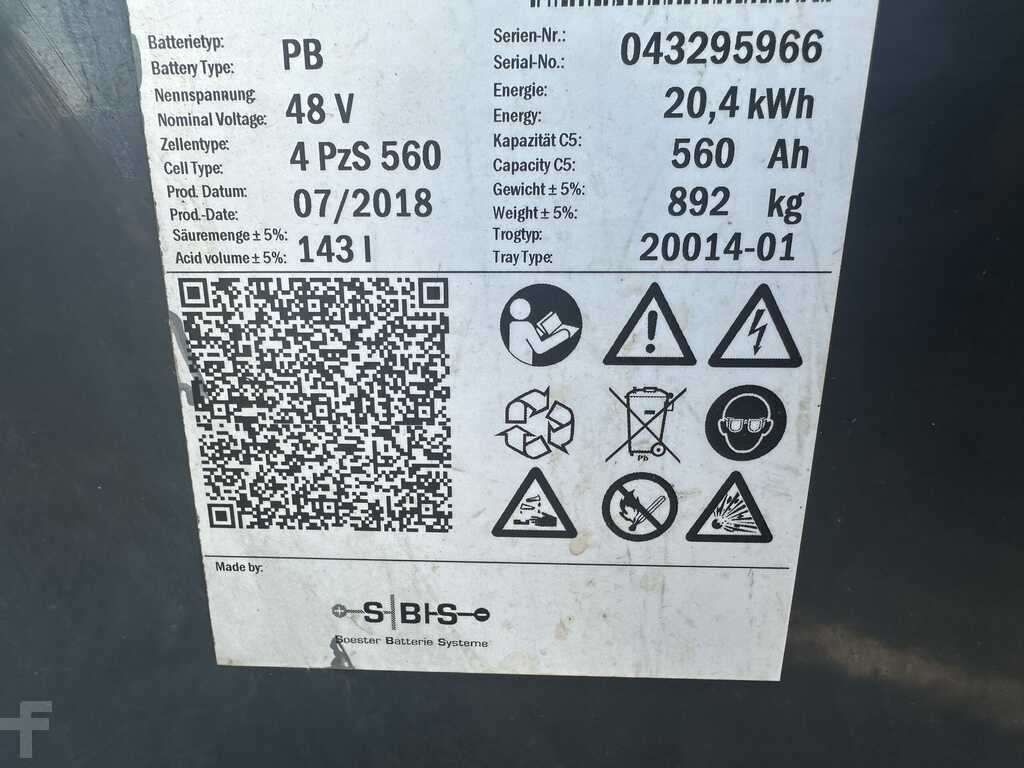 Batterietyp:
Battery Type:
PB
Serien-Nr.:
Serial-No.:
043295966
Nennspannung:
Nominal Voltage:
48 V
Energie:
Energy:
20,4 kWh
Zellentype:
Cell Type:
4 PzS 560
Kapazität C5:
Capacity C5:
560 Ah
Prod. Datum:
Prod.-Date:
07/2018
Gewicht ± 5%:
Weight ± 5%:
892 kg
Säuremenge ± 5%:
Acid volume ± 5%:
143 l
Trogtyp:
Tray Type:
20014-01
Pb
Made by:
S B S
Soester Batterie Systeme
F